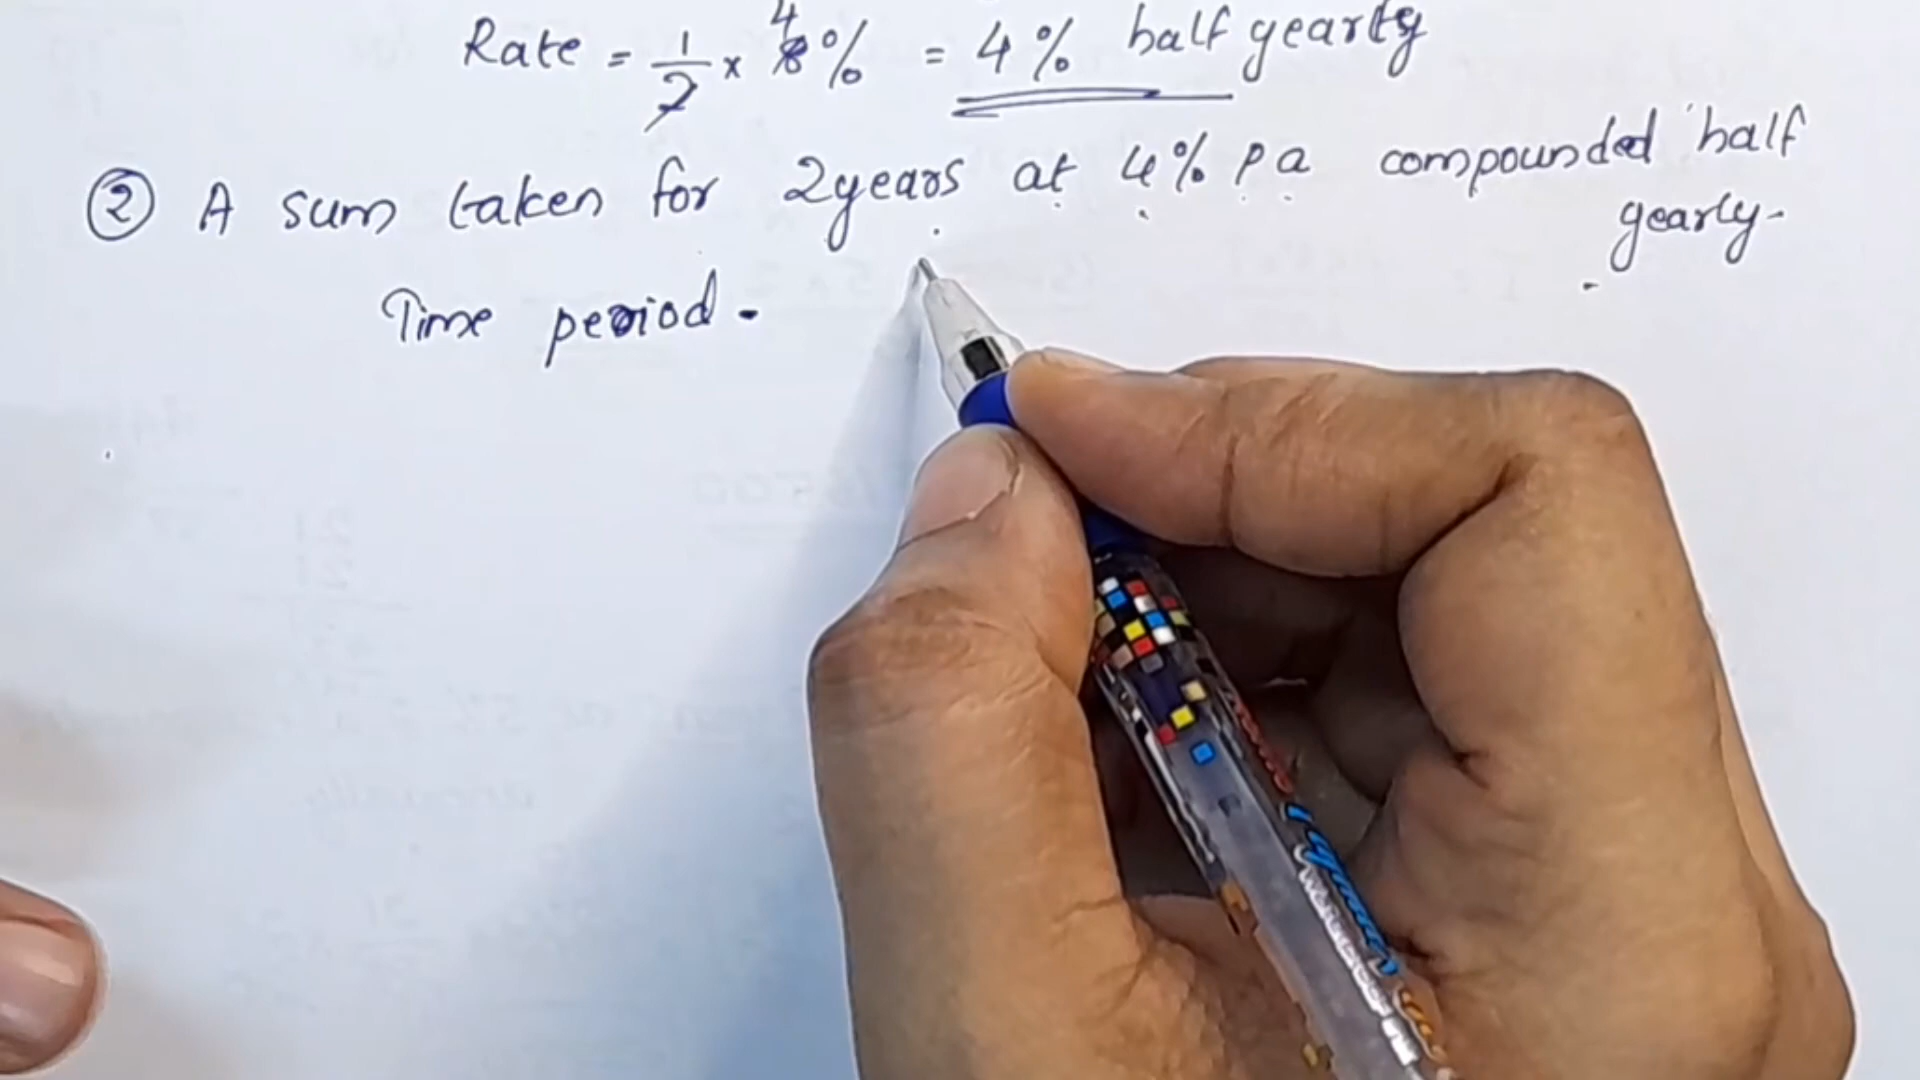 Rate = 1/2 x 8% 4 = 4% half yearly
② A sum taken for 2years at 4% pa compounded half
yearly.
Time period.